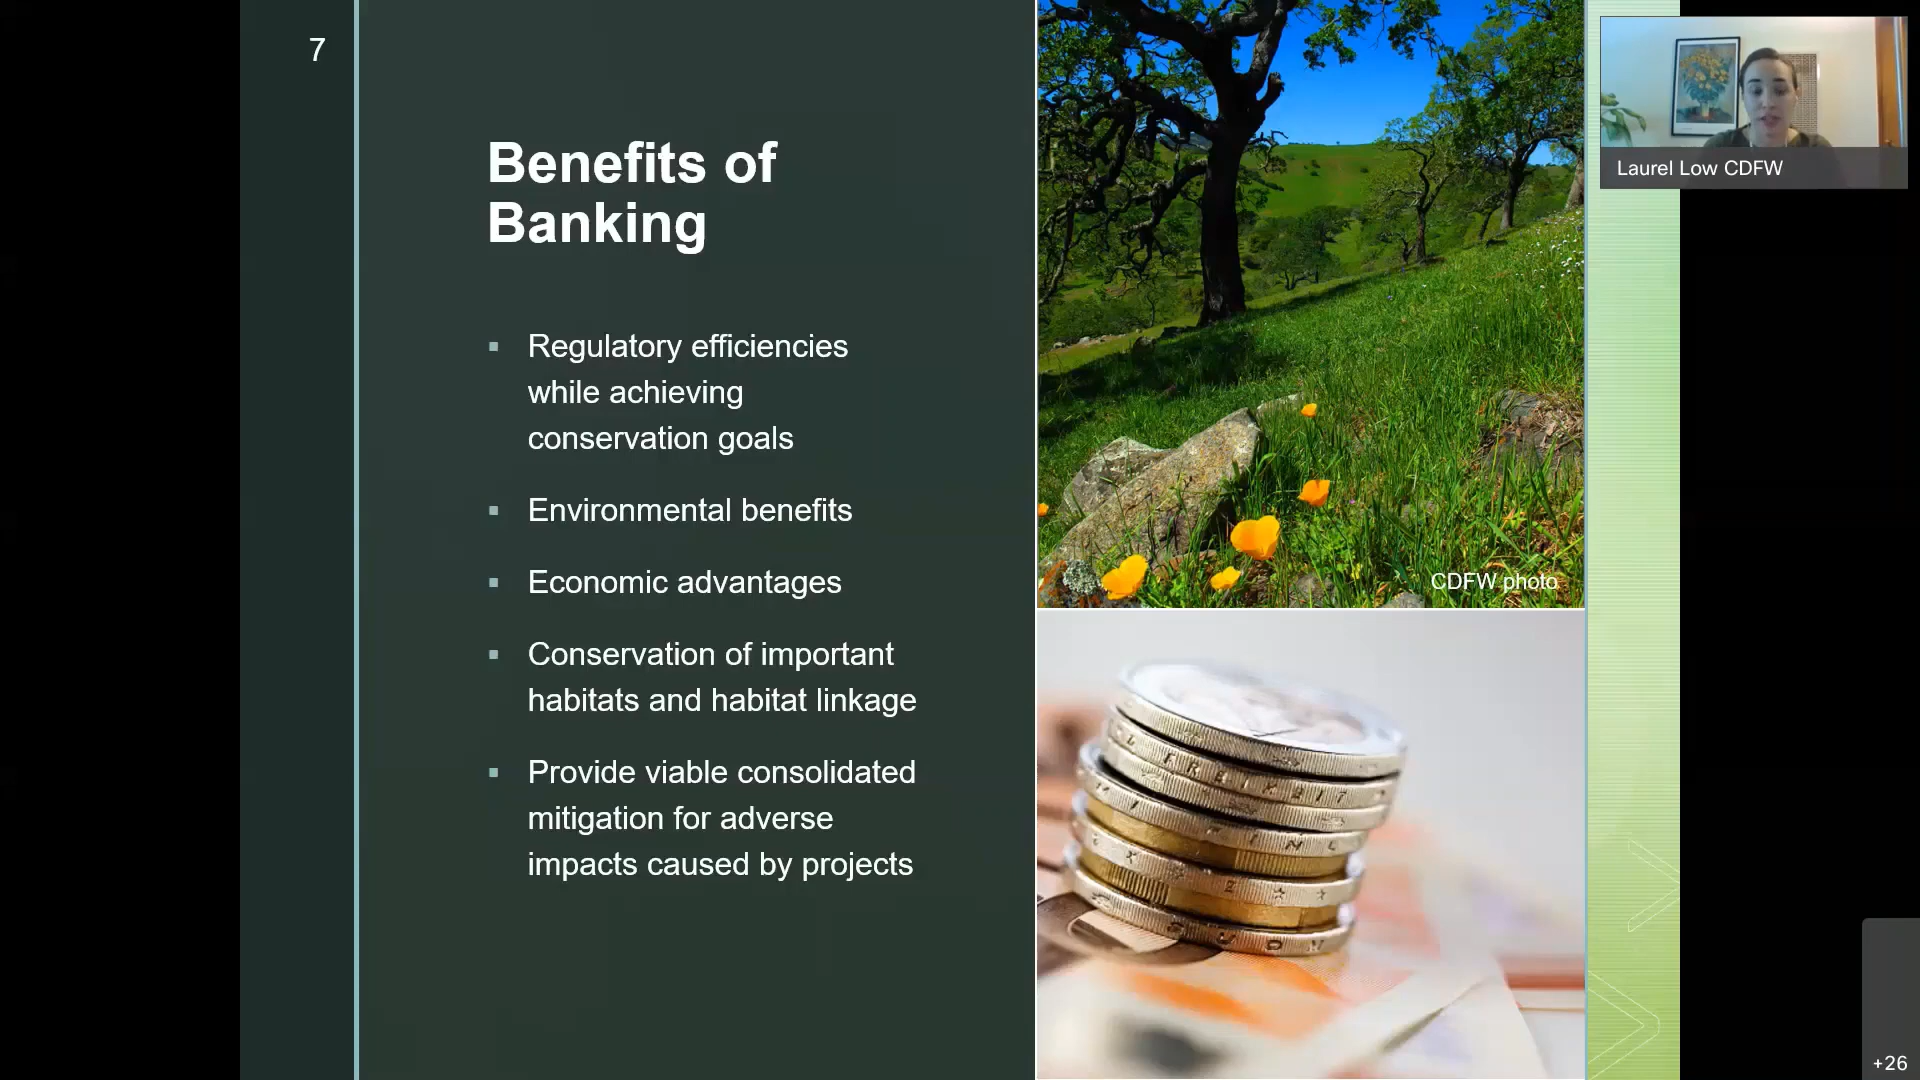 7
Benefits of
Banking
Regulatory efficiencies
while achieving
conservation goals
Environmental benefits
Economic advantages
Conservation of important
habitats and habitat linkage
Provide viable consolidated
mitigation for adverse
impacts caused by projects
CDFW photo
Laurel Low CDFW
+26